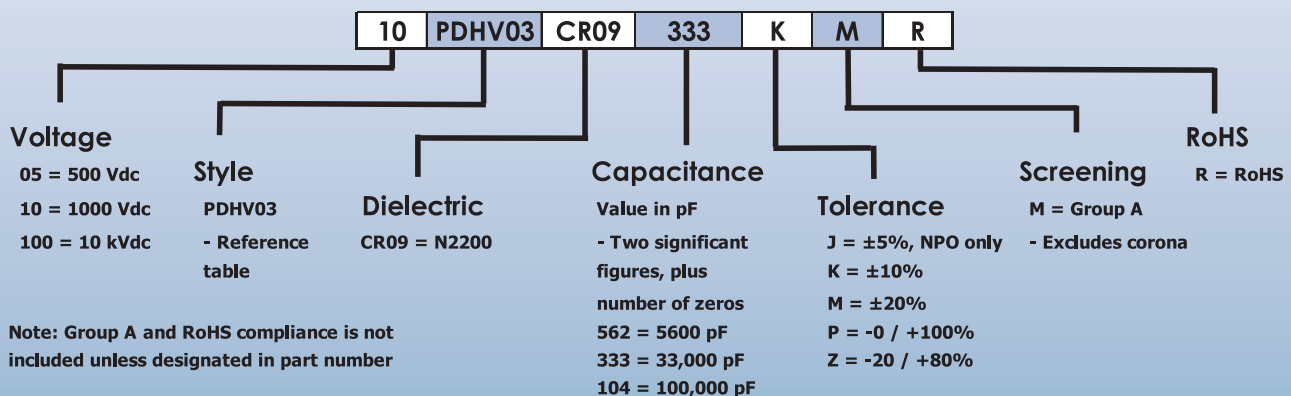 10 PDHV03 CR09 333 K M R
Voltage
05 = 500 Vdc
10 = 1000 Vdc
100 = 10 kVdc
Style
PDHV03
- Reference
table
Dielectric
CR09 = N2200
Capacitance
Value in pF
- Two significant
figures, plus
number of zeros
562 = 5600 pF
333 = 33,000 pF
104 = 100,000 pF
Tolerance
J = ±5%, NPO only
K = ±10%
M = ±20%
P = -0 / +100%
Z = -20 / +80%
Screening
M = Group A
- Excludes corona
RoHS
R = RoHS
Note: Group A and RoHS compliance is not
included unless designated in part number